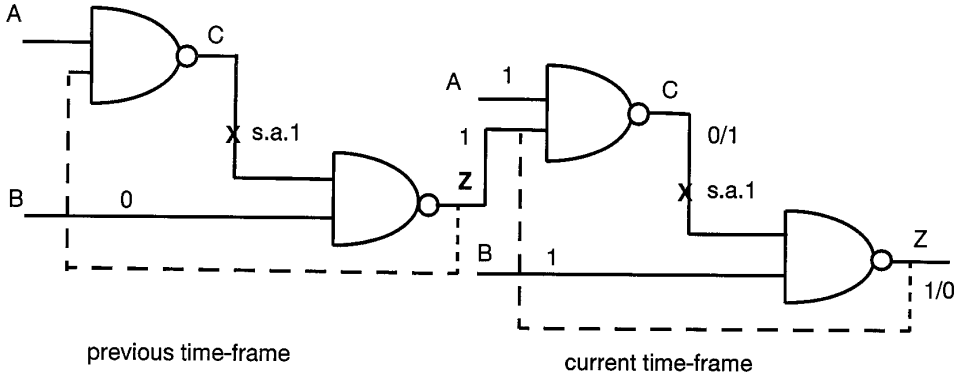 A
C
X s.a.1
B
0
Z
previous time-frame
A
1
C
1
0/1
X s.a.1
B
1
Z
1/0
current time-frame